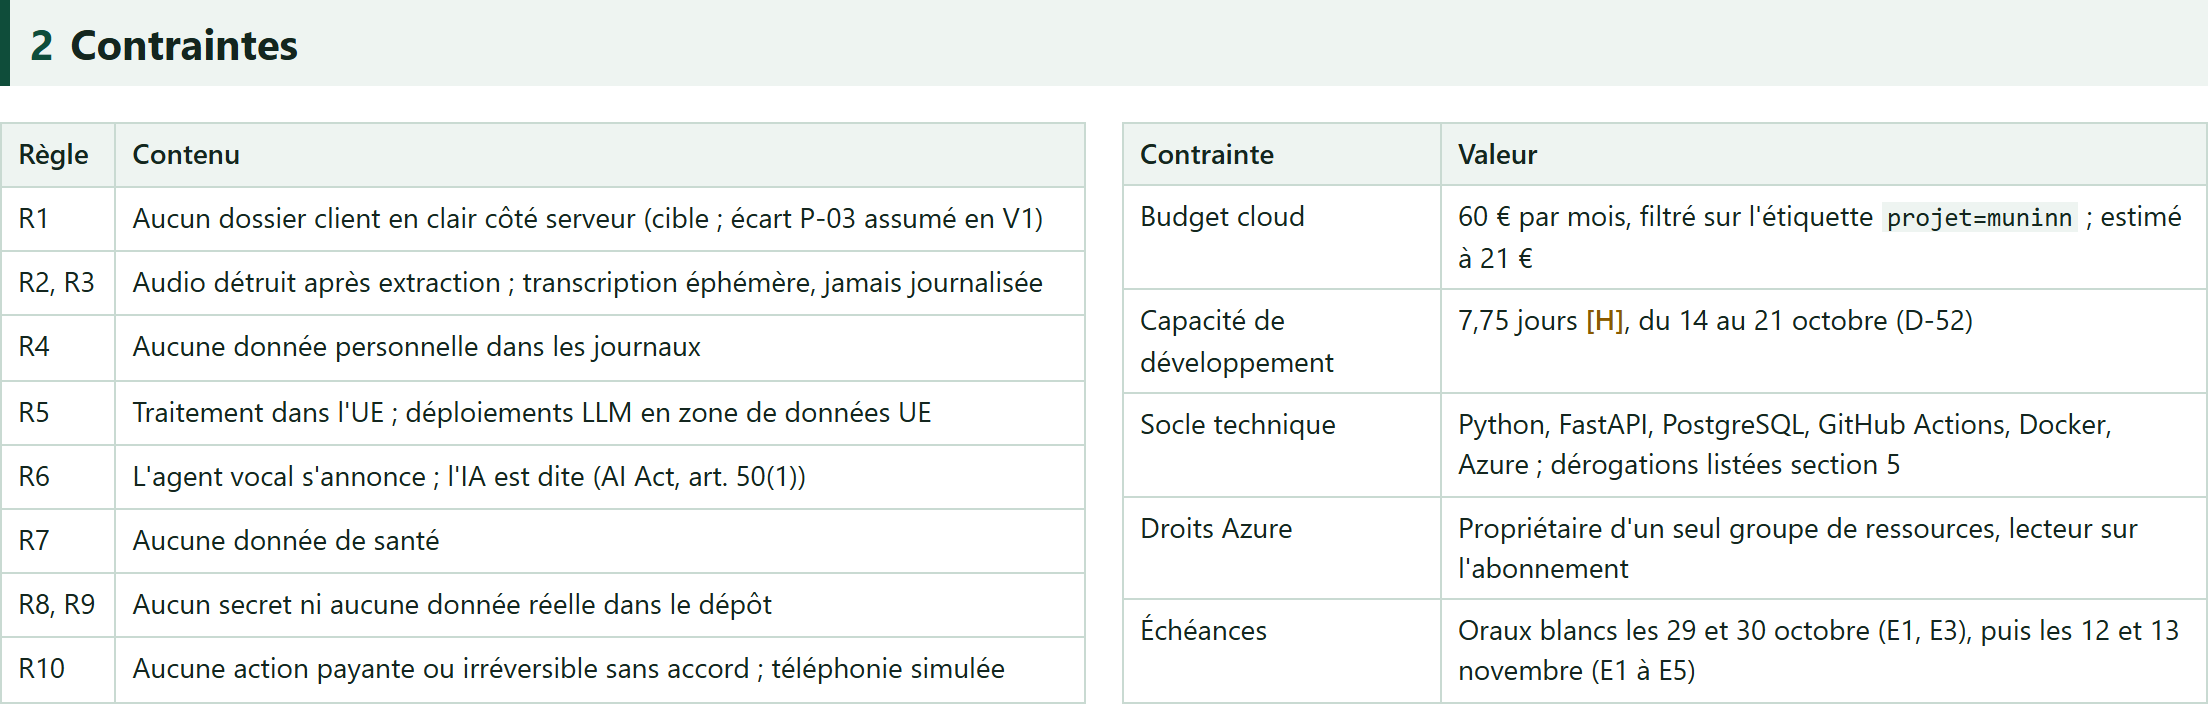 2 Contraintes
Règle Contenu
R1 Aucun dossier client en clair côté serveur (cible ; écart P-03 assumé en V1)
R2, R3 Audio détruit après extraction ; transcription éphémère, jamais journalisée
R4 Aucune donnée personnelle dans les journaux
R5 Traitement dans l'UE ; déploiements LLM en zone de données UE
R6 L'agent vocal s'annonce ; l'IA est dite (AI Act, art. 50(1))
R7 Aucune donnée de santé
R8, R9 Aucun secret ni aucune donnée réelle dans le dépôt
R10 Aucune action payante ou irréversible sans accord ; téléphonie simulée
Contrainte Valeur
Budget cloud 60 € par mois, filtré sur l'étiquette projet=muninn ; estimé
à 21 €
Capacité de 7,75 jours [H], du 14 au 21 octobre (D-52)
développement
Socle technique Python, FastAPI, PostgreSQL, GitHub Actions, Docker,
Azure ; dérogations listées section 5
Droits Azure Propriétaire d'un seul groupe de ressources, lecteur sur
l'abonnement
Échéances Oraux blancs les 29 et 30 octobre (E1, E3), puis les 12 et 13
novembre (E1 à E5)